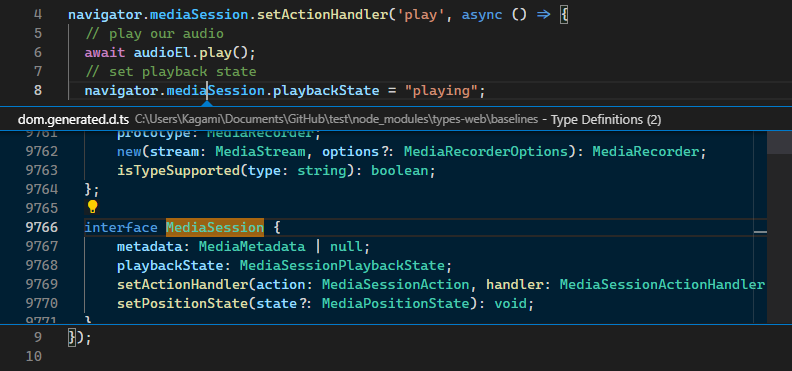 4 navigator.mediaSession.setActionHandler('play', async () => {
5 // play our audio
6 await audioEl.play();
7 // set playback state
8 navigator.mediaSession.playbackState = "playing";
dom.generated.d.ts C:\Users\Kagami\Documents\GitHub\test\node_modules\types-web\baselines - Type Definitions (2)
9761 prototype: MediaRecorder;
9762 new(stream: MediaStream, options?: MediaRecorderOptions): MediaRecorder;
9763 isTypeSupported(type: string): boolean;
9764 };
9765
9766 interface MediaSession {
9767 metadata: MediaMetadata | null;
9768 playbackState: MediaSessionPlaybackState;
9769 setActionHandler(action: MediaSessionAction, handler: MediaSessionActionHandler
9770 setPositionState(state?: MediaPositionState): void;
9771 }
9 });
10